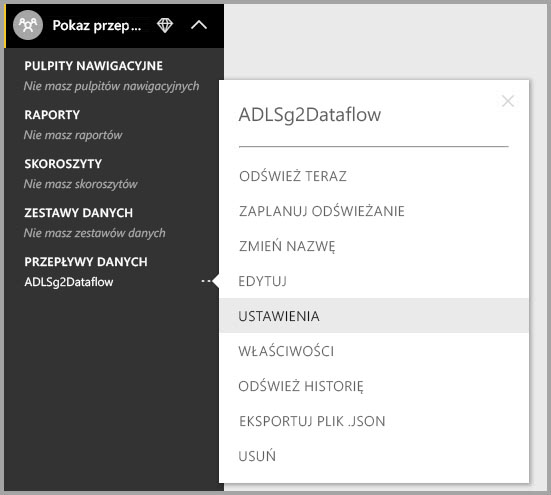 Pokaz przep...
PULPITY NAWIGACYJNE
Nie masz pulpitów nawigacyjnych
RAPORTY
Nie masz raportów
SKOROSZYTY
Nie masz skoroszytów
ZESTAWY DANYCH
Nie masz zestawów danych
PRZEPŁYWY DANYCH
ADLSg2Dataflow
ADLSg2Dataflow
ODŚWIEŻ TERAZ
ZAPLANUJ ODŚWIEŻANIE
ZMIEŃ NAZWĘ
EDYTUJ
USTAWIENIA
WŁAŚCIWOŚCI
ODŚWIEŻ HISTORIĘ
EKSPORTUJ PLIK .JSON
USUŃ